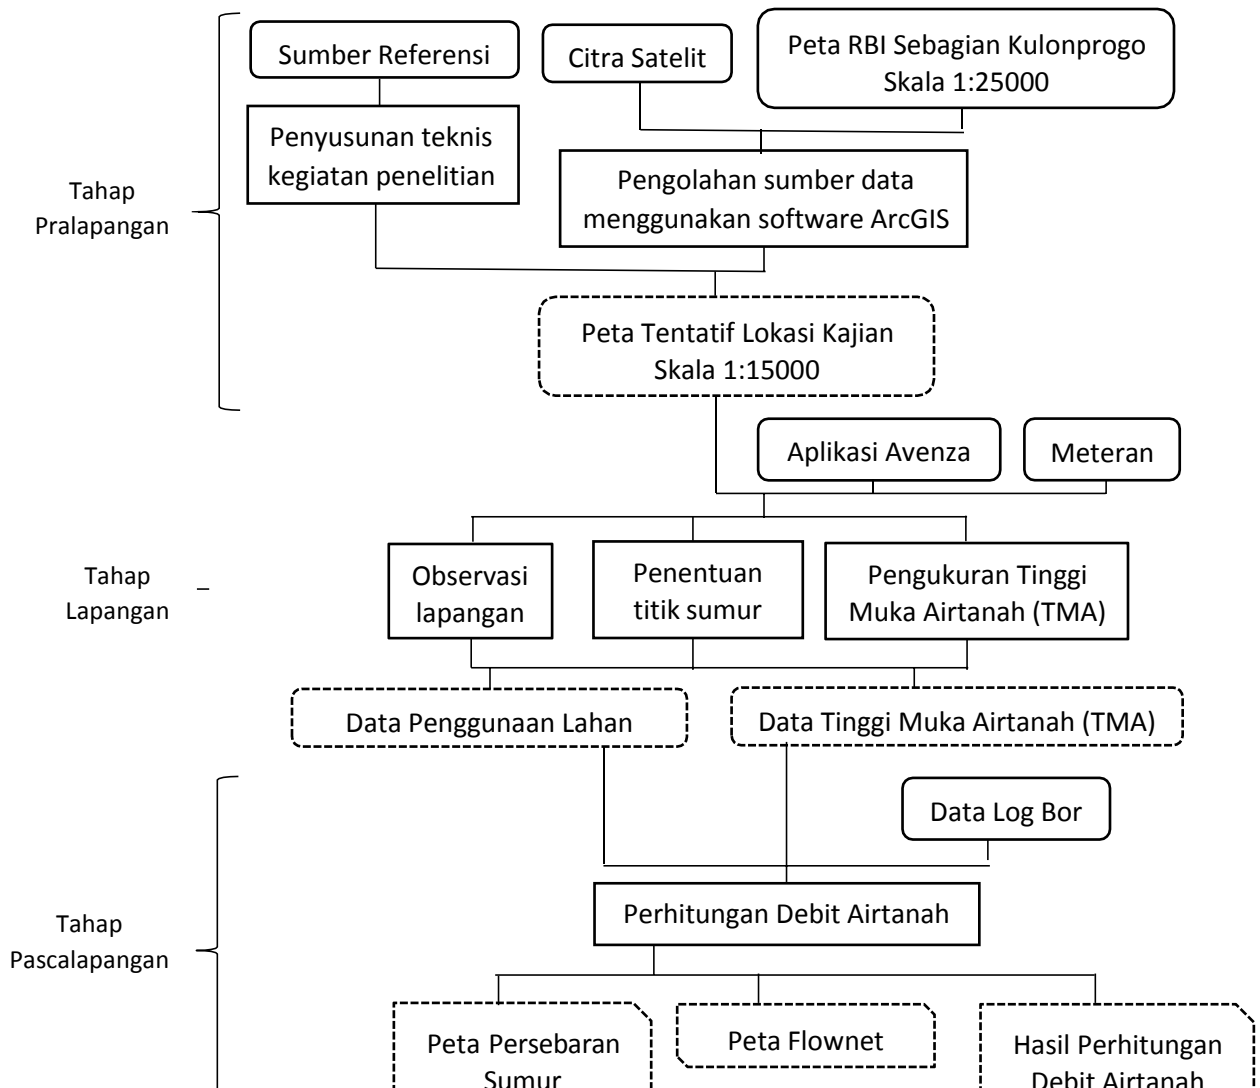 Sumber Referensi
Citra Satelit
Peta RBI Sebagian Kulonprogo
Skala 1:25000
Penyusunan teknis
kegiatan penelitian
Pengolahan sumber data
menggunakan software ArcGIS
Tahap
Pralapangan
Peta Tentatif Lokasi Kajian
Skala 1:15000
Aplikasi Avenza
Meteran
Tahap
Lapangan
Observasi
lapangan
Penentuan
titik sumur
Pengukuran Tinggi
Muka Airtanah (TMA)
Data Penggunaan Lahan
Data Tinggi Muka Airtanah (TMA)
Data Log Bor
Perhitungan Debit Airtanah
Tahap
Pascalapangan
Peta Persebaran
Sumur
Peta Flownet
Hasil Perhitungan
Debit Airtanah